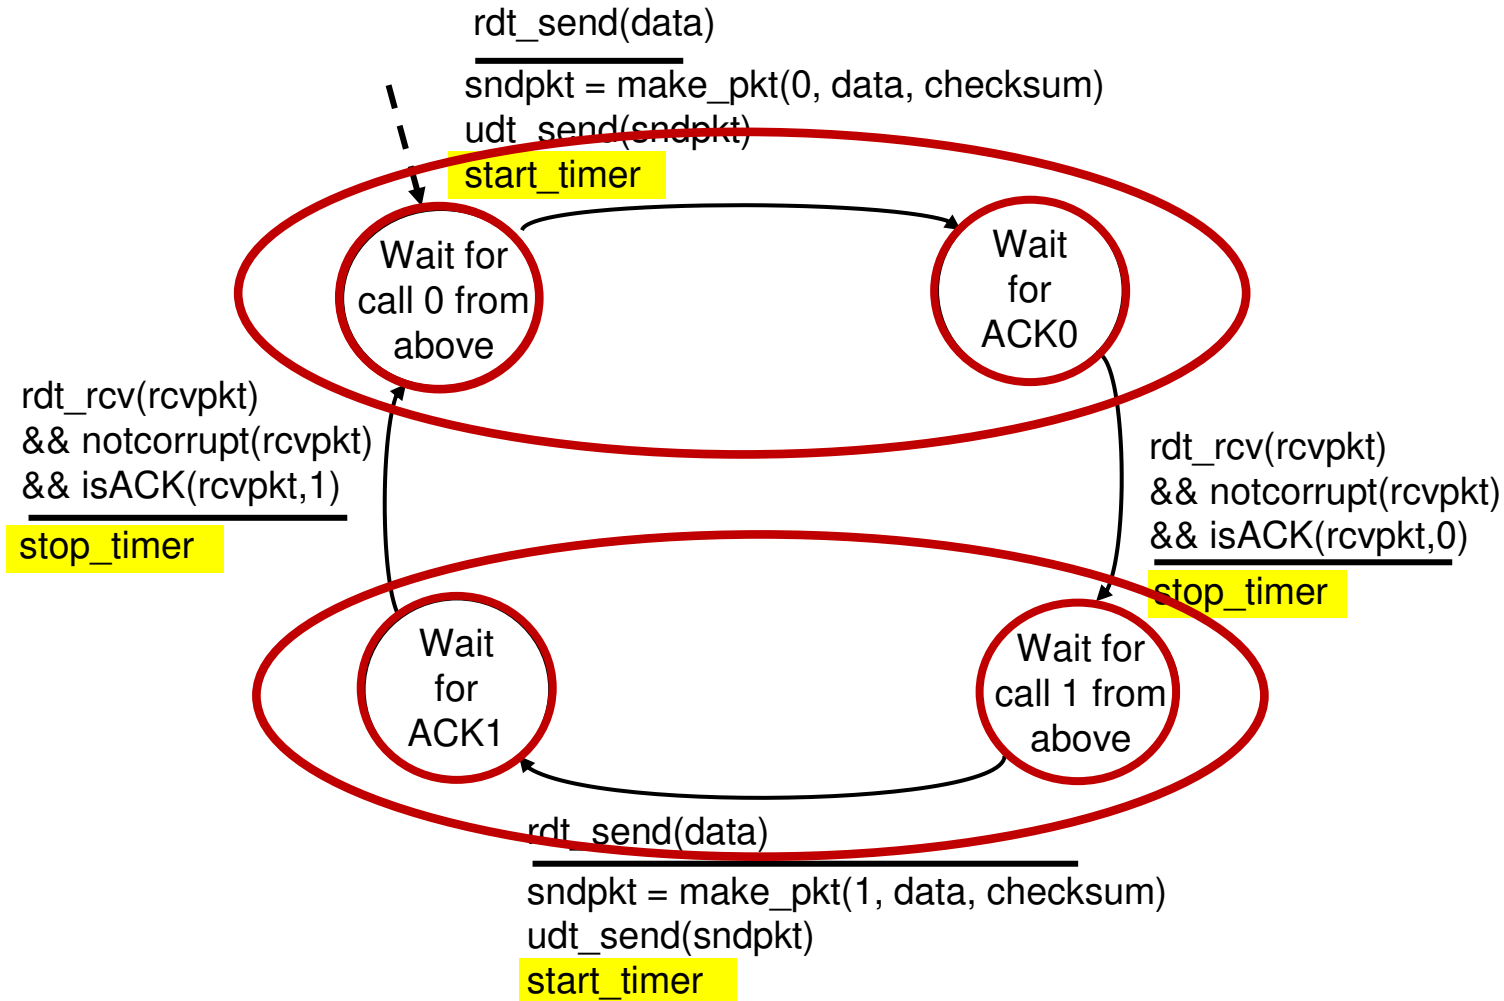 rdt_send(data)
sndpkt = make_pkt(0, data, checksum)
udt_send(sndpkt)
start_timer
Wait for
call 0 from
above
Wait
for
ACK0
rdt_rcv(rcvpkt)
&& notcorrupt(rcvpkt)
&& isACK(rcvpkt,1)
stop_timer
rdt_rcv(rcvpkt)
&& notcorrupt(rcvpkt)
&& isACK(rcvpkt,0)
stop_timer
Wait
for
ACK1
Wait for
call 1 from
above
rdt_send(data)
sndpkt = make_pkt(1, data, checksum)
udt_send(sndpkt)
start_timer